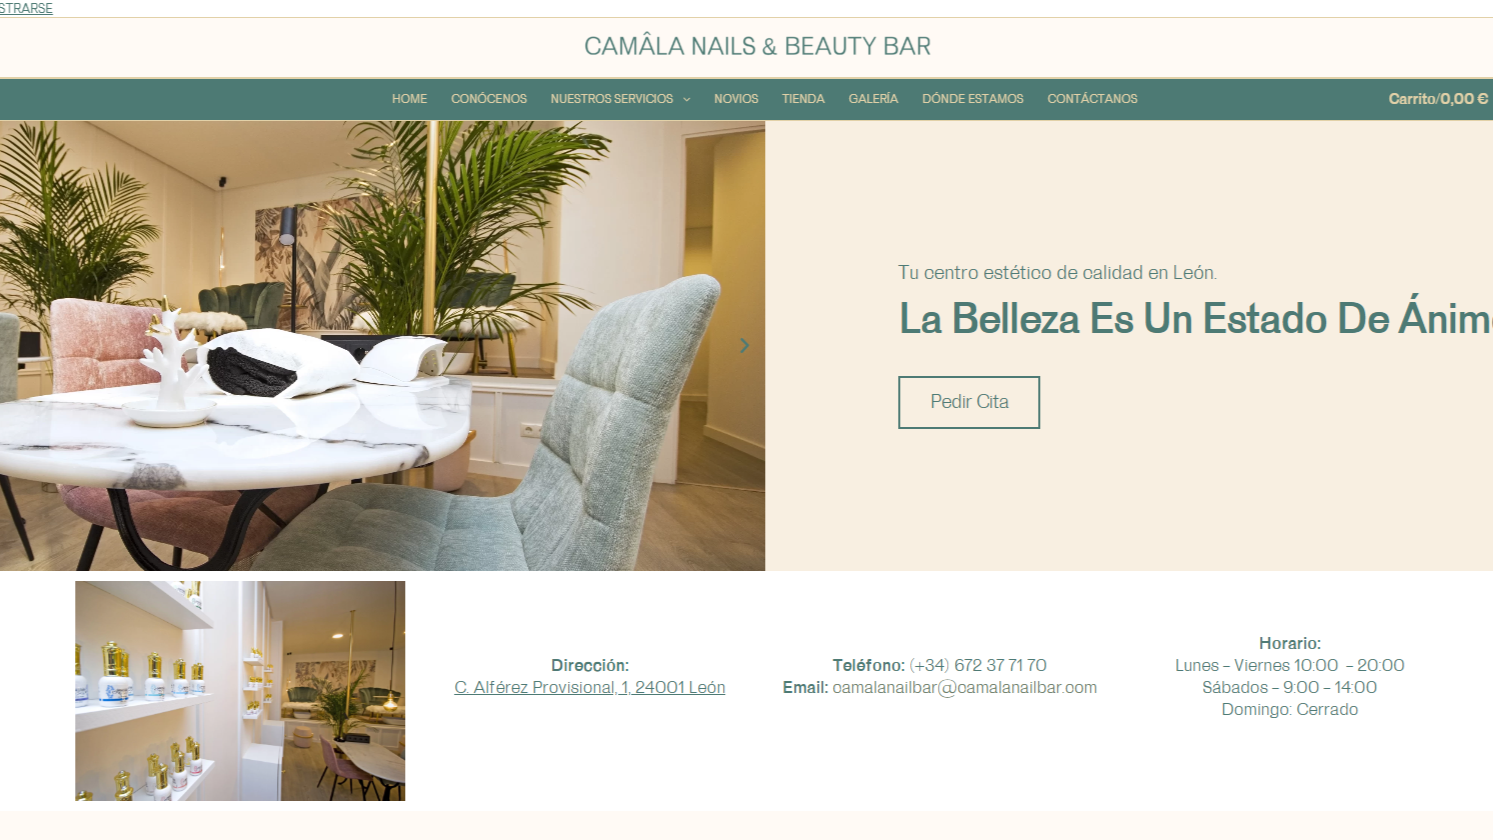 STRARSE
CAMÂLA NAILS & BEAUTY BAR
HOME CONÓCENOS NUESTROS SERVICIOS NOVIOS TIENDA GALERÍA DÓNDE ESTAMOS CONTÁCTANOS Carrito/0,00 €
Tu centro estético de calidad en León.
La Belleza Es Un Estado De Ánim
Pedir Cita
Dirección:
C. Alférez Provisional, 1, 24001 León
Teléfono: (+34) 672 37 71 70
Email: camalanailbar@camalanailbar.com
Horario:
Lunes – Viernes 10:00 – 20:00
Sábados – 9:00 – 14:00
Domingo: Cerrado